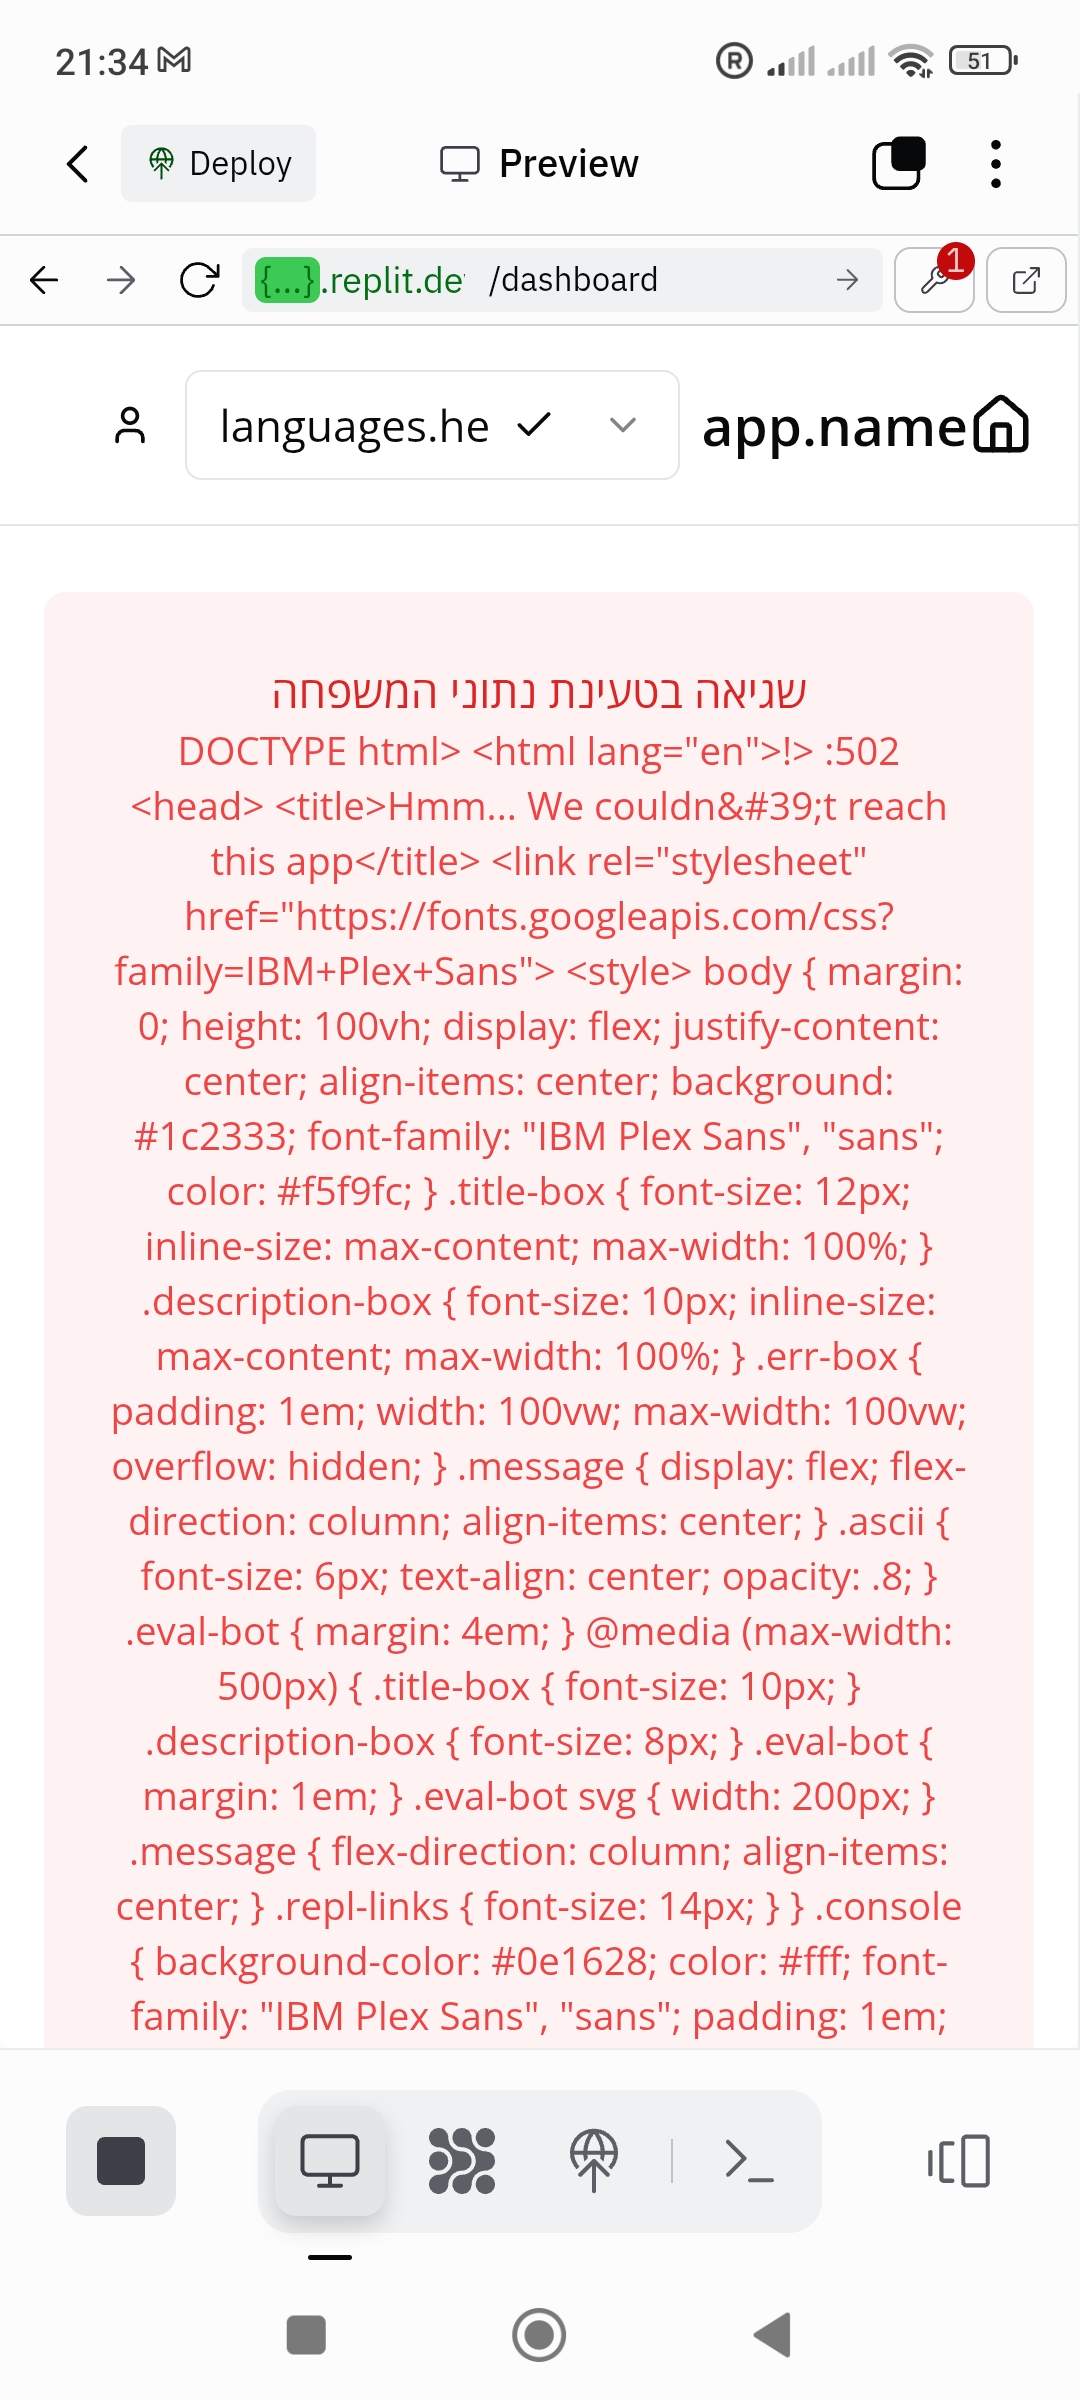 21:34
R
51
Deploy
Preview
{...}.replit.de
/dashboard
1
languages.he
app.name
שגיאה בטעינת נתוני המשפחה
DOCTYPE html> <html lang="en">!> :502
<head> <title>Hmm... We couldn&#39;t reach
this app</title> <link rel="stylesheet"
href="https://fonts.googleapis.com/css?
family=IBM+Plex+Sans"> <style> body { margin:
0; height: 100vh; display: flex; justify-content:
center; align-items: center; background:
#1c2333; font-family: "IBM Plex Sans", "sans";
color: #f5f9fc; } .title-box { font-size: 12px;
inline-size: max-content; max-width: 100%; }
.description-box { font-size: 10px; inline-size:
max-content; max-width: 100%; } .err-box {
padding: 1em; width: 100vw; max-width: 100vw;
overflow: hidden; } .message { display: flex; flex-
direction: column; align-items: center; } .ascii {
font-size: 6px; text-align: center; opacity: .8; }
.eval-bot { margin: 4em; } @media (max-width:
500px) { .title-box { font-size: 10px; }
.description-box { font-size: 8px; } .eval-bot {
margin: 1em; } .eval-bot svg { width: 200px; }
.message { flex-direction: column; align-items:
center; } .repl-links { font-size: 14px; } } .console
{ background-color: #0e1628; color: #fff; font-
family: "IBM Plex Sans", "sans"; padding: 1em;